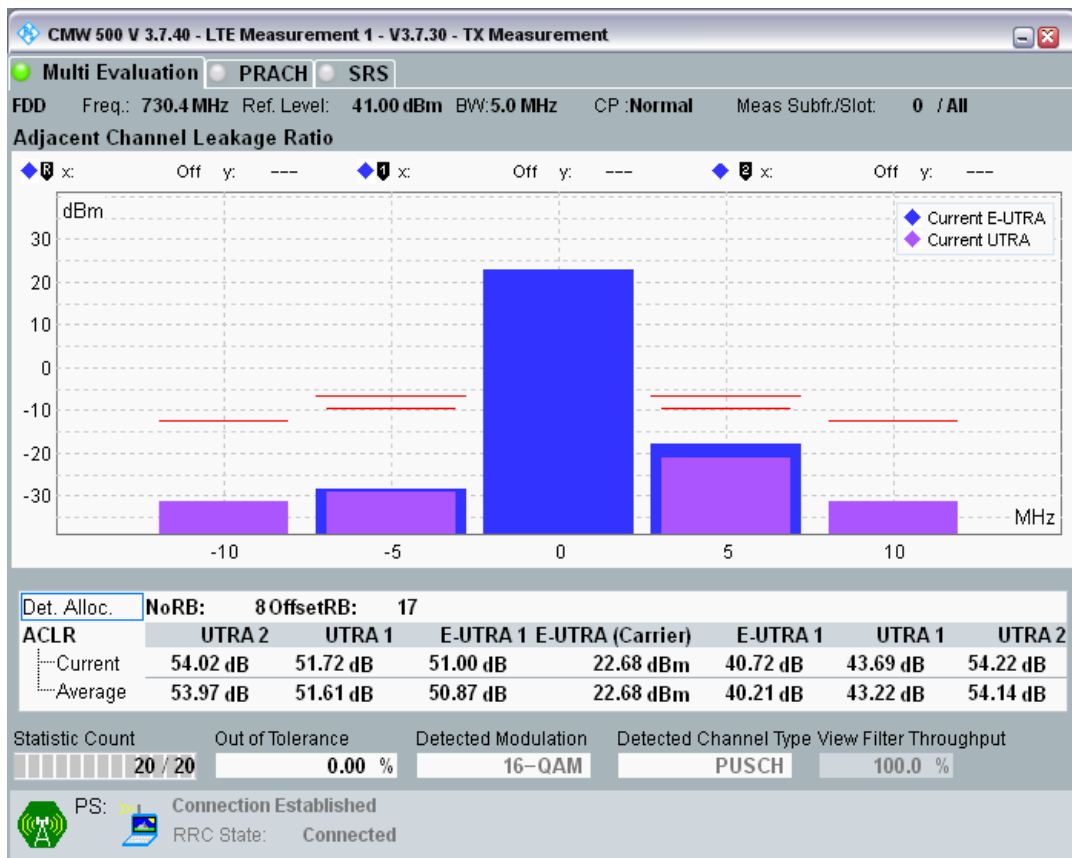 CMW 500 V 3.7.40 - LTE Measurement 1 - V3.7.30 - TX Measurement
Multi Evaluation PRACH SRS
FDD Freq.: 730.4 MHz Ref. Level: 41.00 dBm BW:5.0 MHz CP :Normal Meas Subfr./Slot: 0 / All
Adjacent Channel Leakage Ratio
R x: Off y: --- 1 x: Off y: --- 2 x: Off y: ---
dBm
Current E-UTRA
Current UTRA
30
20
10
0
-10
-20
-30
MHz
-10 -5 0 5 10
Det. Alloc. NoRB: 8 OffsetRB: 17
ACLR UTRA 2 UTRA 1 E-UTRA 1 E-UTRA (Carrier) E-UTRA 1 UTRA 1 UTRA 2
Current 54.02 dB 51.72 dB 51.00 dB 22.68 dBm 40.72 dB 43.69 dB 54.22 dB
Average 53.97 dB 51.61 dB 50.87 dB 22.68 dBm 40.21 dB 43.22 dB 54.14 dB
Statistic Count Out of Tolerance Detected Modulation Detected Channel Type View Filter Throughput
20 / 20 0.00 % 16-QAM PUSCH 100.0 %
PS: Connection Established
RRC State: Connected